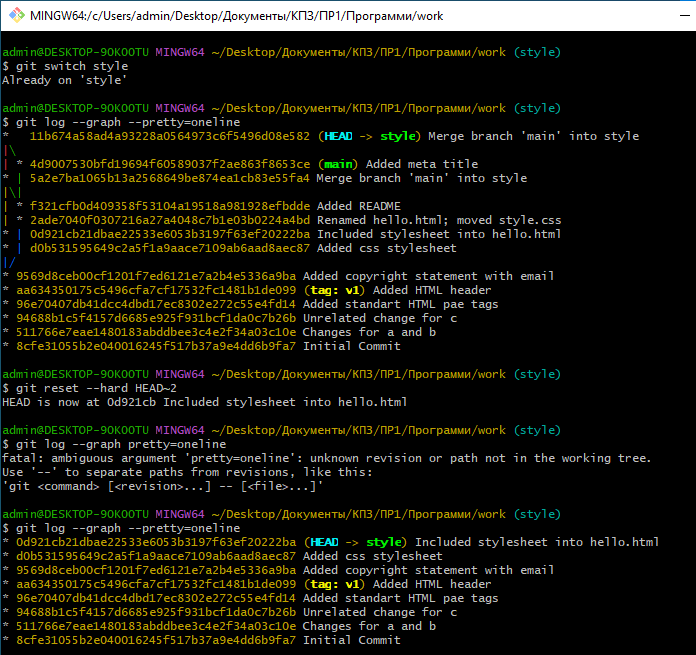 MINGW64:/c/Users/admin/Desktop/Документы/КПЗ/ПР1/Программи/work
admin@DESKTOP-9OKOOTU MINGW64 ~/Desktop/Документы/КПЗ/ПР1/Программи/work (style)
$ git switch style
Already on 'style'
admin@DESKTOP-9OKOOTU MINGW64 ~/Desktop/Документы/КПЗ/ПР1/Программи/work (style)
$ git log --graph --pretty=oneline
*   11b674a58ad4a93228a0564973c6f5496d08e582 (HEAD -> style) Merge branch 'main' into style
|\
| * 4d9007530bfd19694f60589037f2ae863f8653ce (main) Added meta title
* | 5a2e7ba1065b13a2568649be874ea1cb83e55fa4 Merge branch 'main' into style
|\|
| * f321cfb0d409358f53104a19518a981928efbdde Added README
| * 2ade7040f0307216a27a4048c7b1e03b0224a4bd Renamed hello.html; moved style.css
* | 0d921cb21dbae22533e6053b3197f63ef20222ba Included stylesheet into hello.html
* | d0b531595649c2a5f1a9aace7109ab6aad8aec87 Added css stylesheet
|/
* 9569d8ceb00cf1201f7ed6121e7a2b4e5336a9ba Added copyright statement with email
* aa634350175c5496cfa7cf17532fc1481b1de099 (tag: v1) Added HTML header
* 96e70407db41dcc4dbd17ec8302e272c55e4fd14 Added standart HTML pae tags
* 94688b1c5f4157d6685e925f931bcf1da0c7b26b Unrelated change for c
* 511766e7eae1480183abddbee3c4e2f34a03c10e Changes for a and b
* 8cfe31055b2e040016245f517b37a9e4dd6b9fa7 Initial Commit
admin@DESKTOP-9OKOOTU MINGW64 ~/Desktop/Документы/КПЗ/ПР1/Программи/work (style)
$ git reset --hard HEAD~2
HEAD is now at 0d921cb Included stylesheet into hello.html
admin@DESKTOP-9OKOOTU MINGW64 ~/Desktop/Документы/КПЗ/ПР1/Программи/work (style)
$ git log --graph pretty=oneline
fatal: ambiguous argument 'pretty=oneline': unknown revision or path not in the working tree.
Use '--' to separate paths from revisions, like this:
'git <command> [<revision>...] -- [<file>...]'
admin@DESKTOP-9OKOOTU MINGW64 ~/Desktop/Документы/КПЗ/ПР1/Программи/work (style)
$ git log --graph --pretty=oneline
* 0d921cb21dbae22533e6053b3197f63ef20222ba (HEAD -> style) Included stylesheet into hello.html
* d0b531595649c2a5f1a9aace7109ab6aad8aec87 Added css stylesheet
* 9569d8ceb00cf1201f7ed6121e7a2b4e5336a9ba Added copyright statement with email
* aa634350175c5496cfa7cf17532fc1481b1de099 (tag: v1) Added HTML header
* 96e70407db41dcc4dbd17ec8302e272c55e4fd14 Added standart HTML pae tags
* 94688b1c5f4157d6685e925f931bcf1da0c7b26b Unrelated change for c
* 511766e7eae1480183abddbee3c4e2f34a03c10e Changes for a and b
* 8cfe31055b2e040016245f517b37a9e4dd6b9fa7 Initial Commit